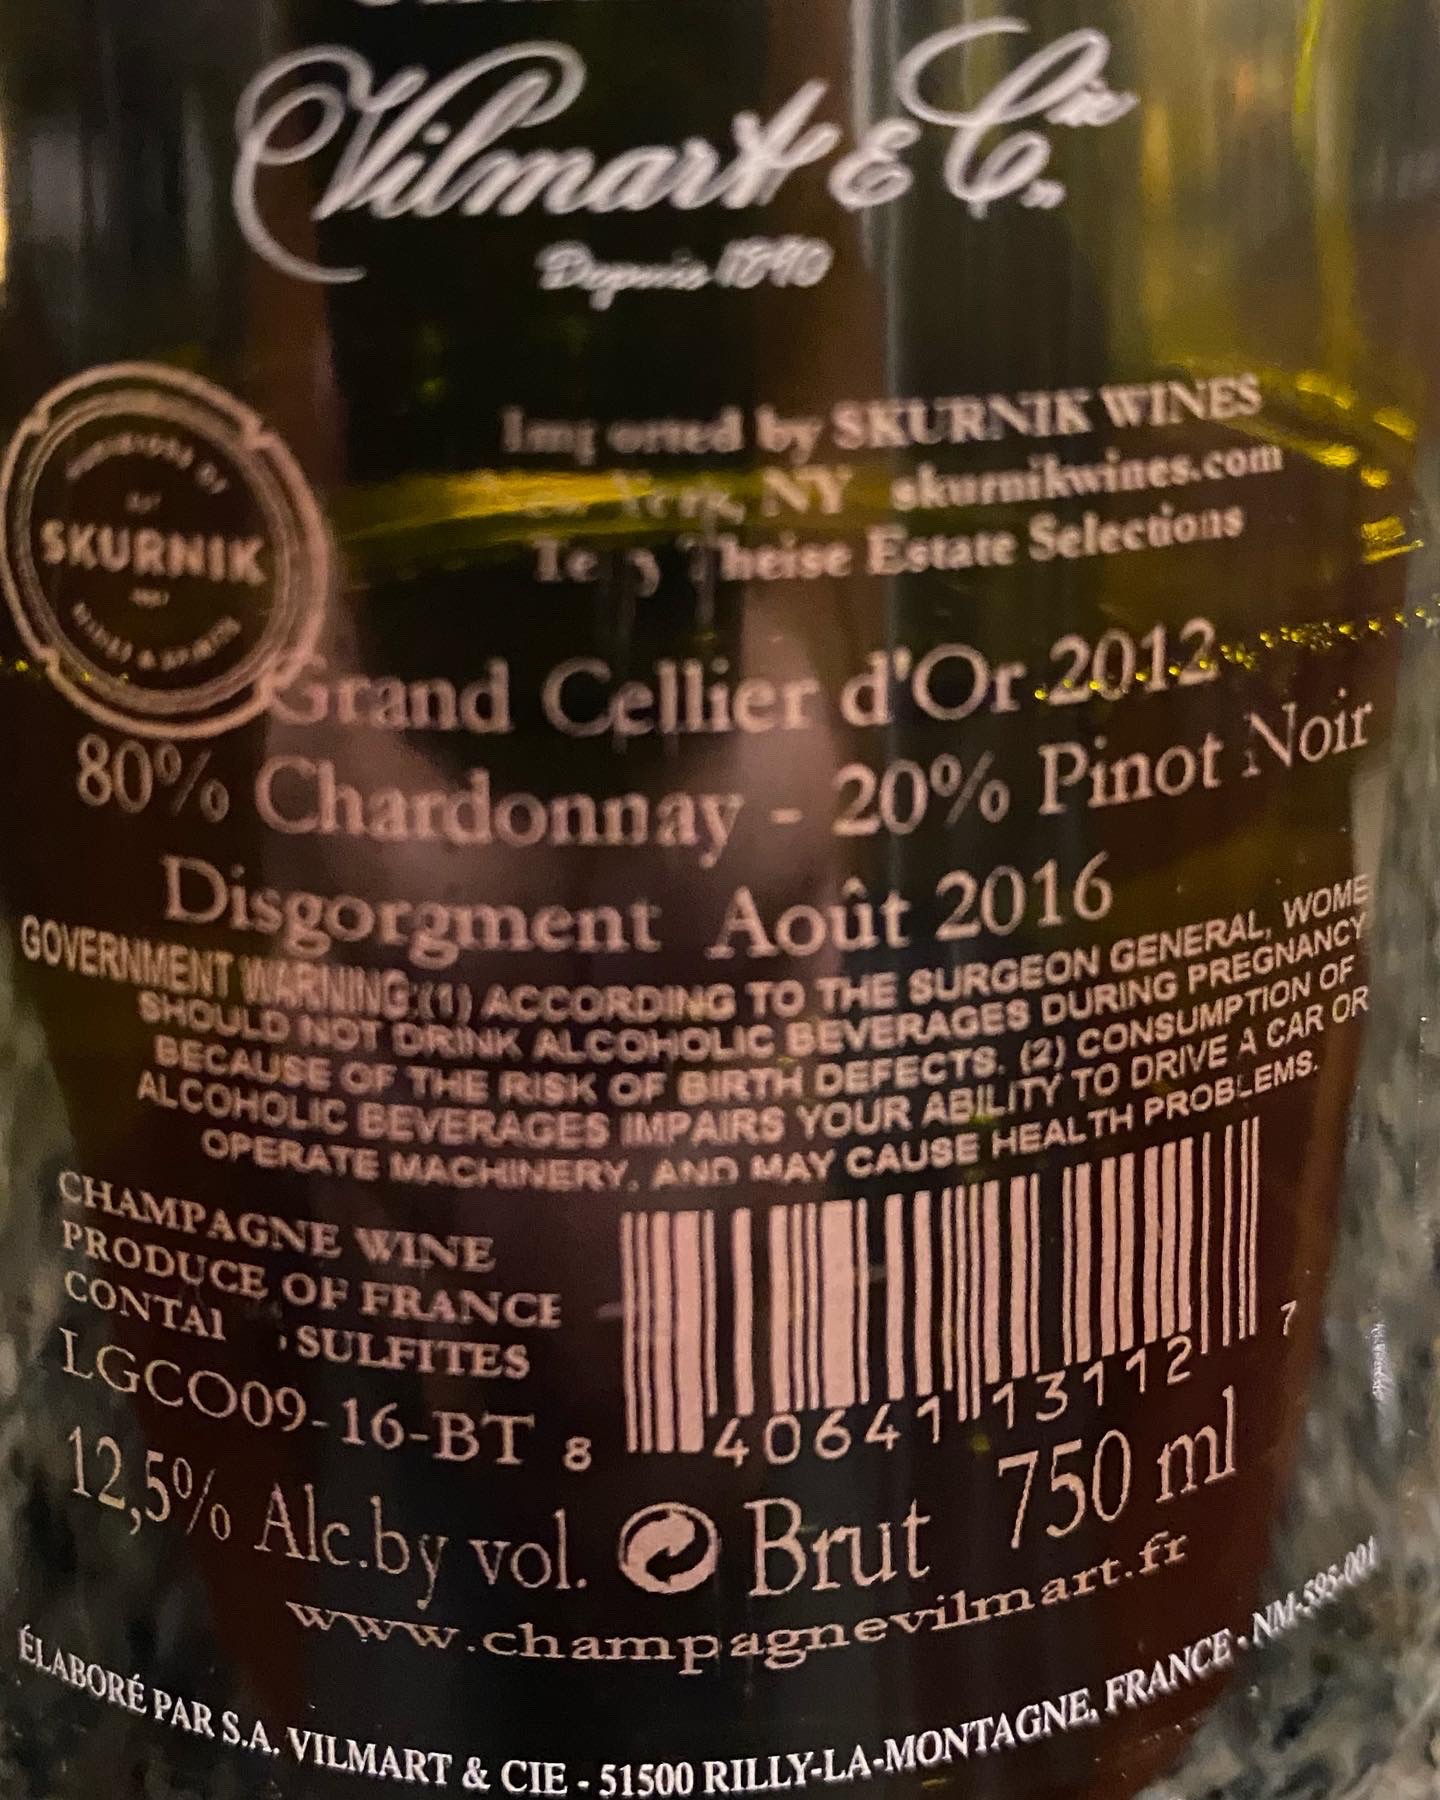 Vilmart & Cie
Depuis 1890
Imported by SKURNIK WINES
New York, NY skurnikwines.com
Terry Theise Estate Selections
SKURNIK
Grand Cellier d'Or 2012
80% Chardonnay - 20% Pinot Noir
Disgorgment Août 2016
GOVERNMENT WARNING:(1) ACCORDING TO THE SURGEON GENERAL, WOME
SHOULD NOT DRINK ALCOHOLIC BEVERAGES DURING PREGNANCY
BECAUSE OF THE RISK OF BIRTH DEFECTS. (2) CONSUMPTION OF
ALCOHOLIC BEVERAGES IMPAIRS YOUR ABILITY TO DRIVE A CAR OR
OPERATE MACHINERY, AND MAY CAUSE HEALTH PROBLEMS.
CHAMPAGNE WINE
PRODUCE OF FRANCE
CONTAINS SULFITES
LGCO09-16-BT
8 40641 13112 7
12,5% Alc.by vol. Brut 750 ml
www.champagnevilmart.fr
ÉLABORÉ PAR S.A. VILMART & CIE - 51500 RILLY-LA-MONTAGNE, FRANCE - NM-595-001